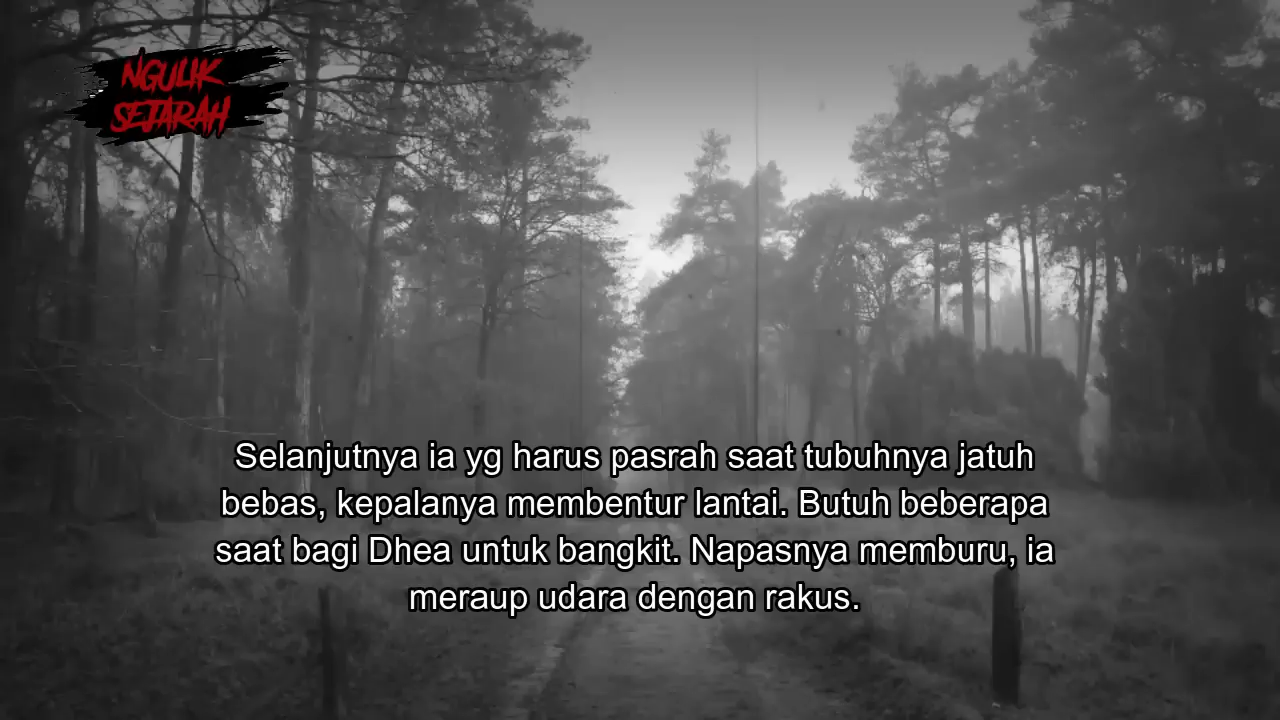 NGULIK
SEJARAH
Selanjutnya ia yg harus pasrah saat tubuhnya jatuh
bebas, kepalanya membentur lantai. Butuh beberapa
saat bagi Dhea untuk bangkit. Napasnya memburu, ia
meraup udara dengan rakus.